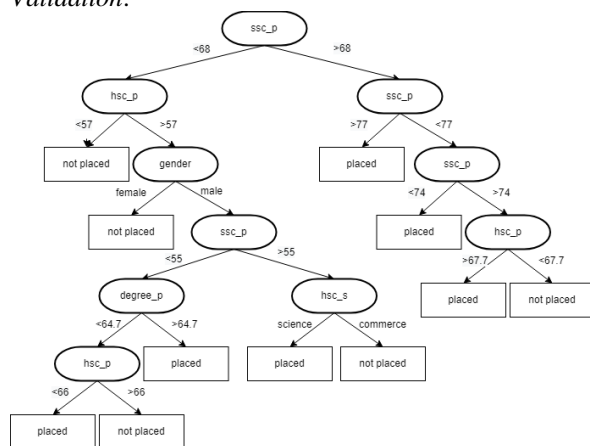 Validation.
ssc_p
<68 >68
hsc_p ssc_p
<57 >57 >77 <77
not placed gender placed ssc_p
female male <74 >74
not placed ssc_p placed hsc_p
<55 >55 >67.7 <67.7
degree_p hsc_s placed not placed
<64.7 >64.7 science commerce
hsc_p placed placed not placed
<66 >66
placed not placed